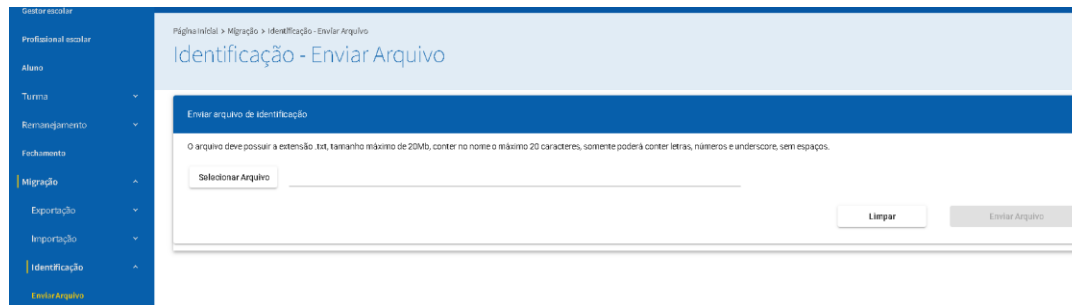 Gestor escolar
Profissional escolar
Aluno
Turma
Remanejamento
Fechamento
Migração
Exportação
Importação
Identificação
Enviar Arquivo
Página Inicial > Migração > Identificação - Enviar Arquivo
Identificação - Enviar Arquivo
Enviar arquivo de identificação
O arquivo deve possuir a extensão .txt, tamanho máximo de 20Mb, conter no nome o máximo 20 caracteres, somente poderá conter letras, números e underscore, sem espaços.
Selecionar Arquivo
Limpar
Enviar Arquivo